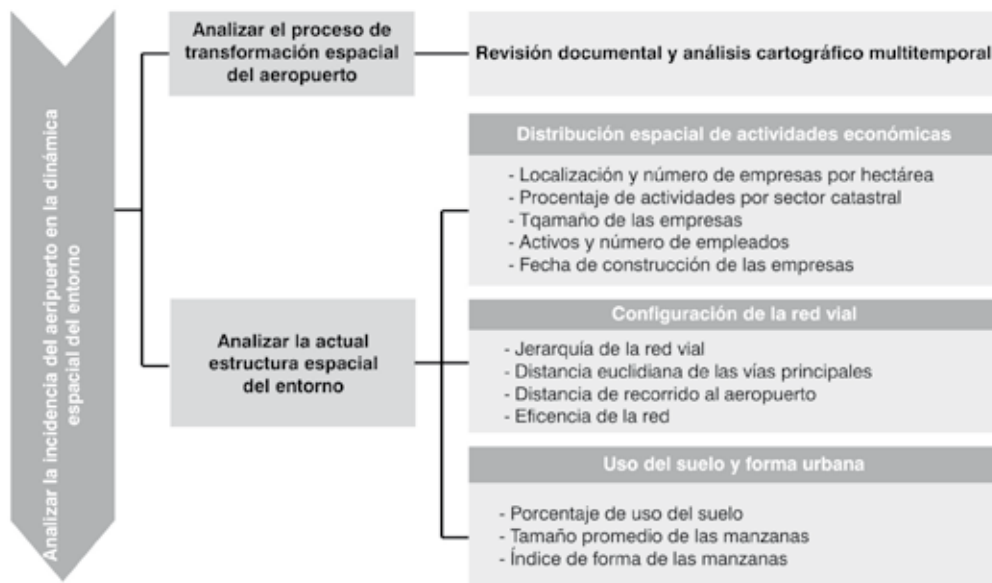 Analizar la incidencia del aeripuerto en la dinámica
espacial del entorno
Analizar el proceso de
transformación espacial
del aeropuerto
Revisión documental y análisis cartográfico multitemporal
Analizar la actual
estructura espacial
del entorno
Distribución espacial de actividades económicas
- Localización y número de empresas por hectárea
- Procentaje de actividades por sector catastral
- Tqamaño de las empresas
- Activos y número de empleados
- Fecha de construcción de las empresas
Configuración de la red vial
- Jerarquía de la red vial
- Distancia euclidiana de las vías principales
- Distancia de recorrido al aeropuerto
- Eficencia de la red
Uso del suelo y forma urbana
- Porcentaje de uso del suelo
- Tamaño promedio de las manzanas
- Índice de forma de las manzanas